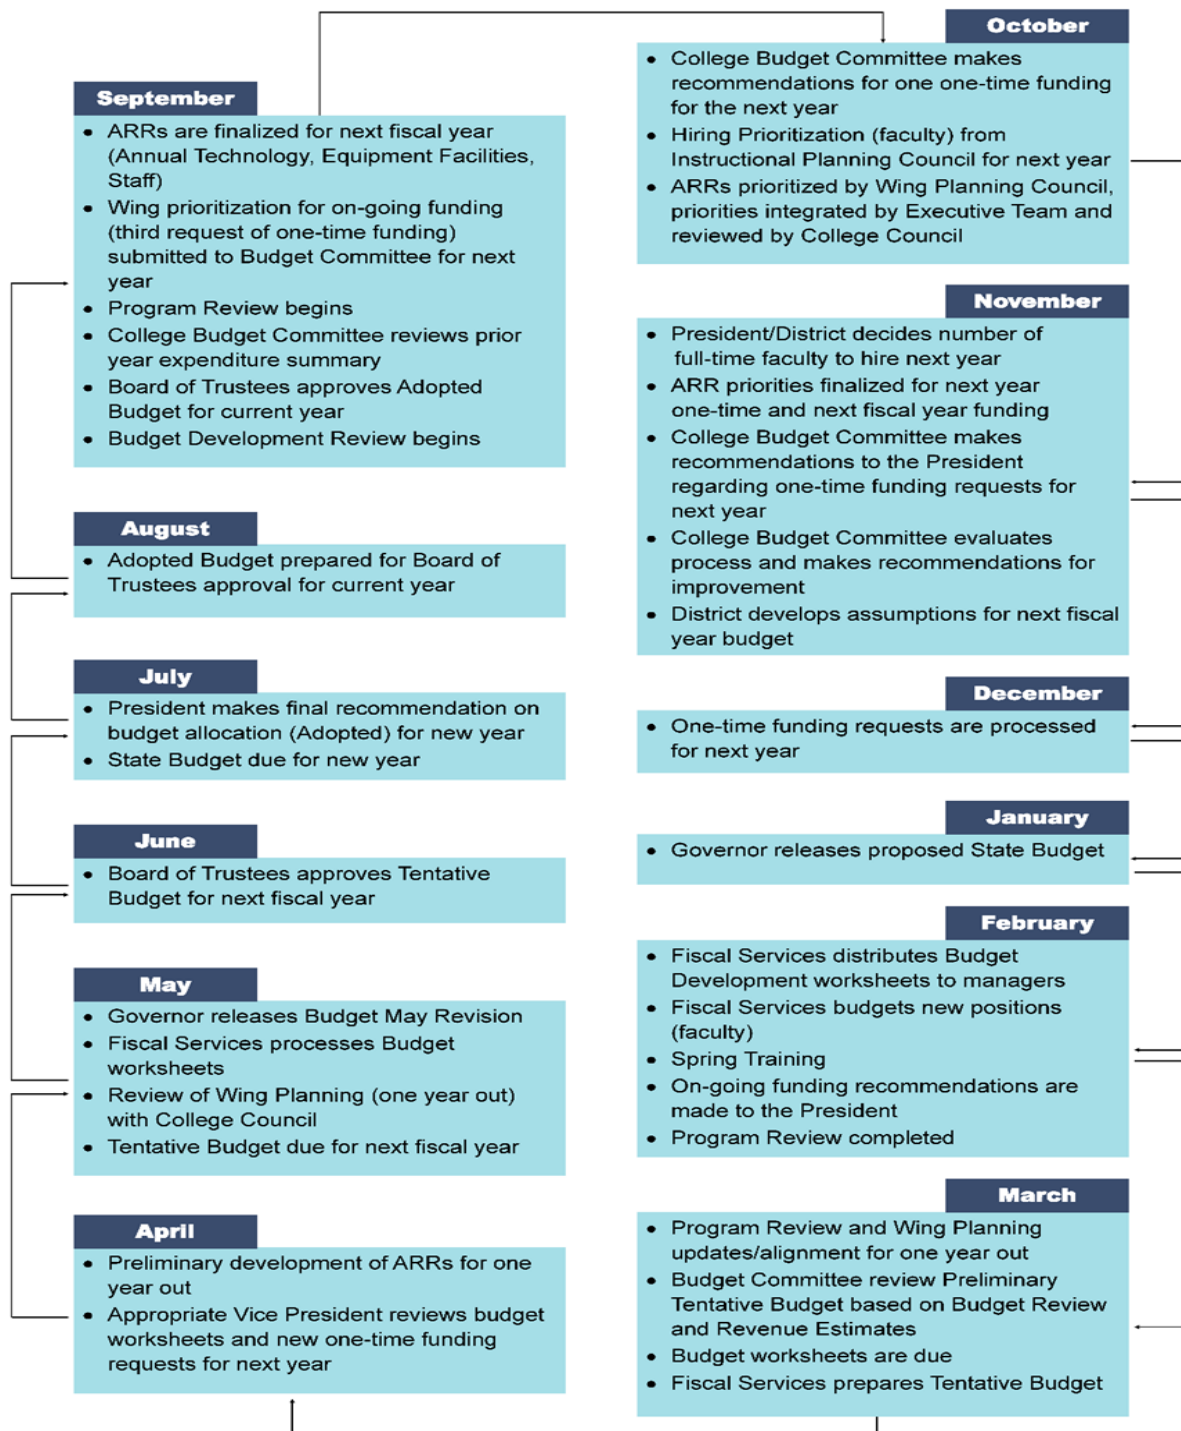 September
• ARRs are finalized for next fiscal year
(Annual Technology, Equipment Facilities,
Staff)
• Wing prioritization for on-going funding
(third request of one-time funding)
submitted to Budget Committee for next
year
• Program Review begins
• College Budget Committee reviews prior
year expenditure summary
• Board of Trustees approves Adopted
Budget for current year
• Budget Development Review begins
August
• Adopted Budget prepared for Board of
Trustees approval for current year
July
• President makes final recommendation on
budget allocation (Adopted) for new year
• State Budget due for new year
June
• Board of Trustees approves Tentative
Budget for next fiscal year
May
• Governor releases Budget May Revision
• Fiscal Services processes Budget
worksheets
• Review of Wing Planning (one year out)
with College Council
• Tentative Budget due for next fiscal year
April
• Preliminary development of ARRs for one
year out
• Appropriate Vice President reviews budget
worksheets and new one-time funding
requests for next year
October
• College Budget Committee makes
recommendations for one one-time funding
for the next year
• Hiring Prioritization (faculty) from
Instructional Planning Council for next year
• ARRs prioritized by Wing Planning Council,
priorities integrated by Executive Team and
reviewed by College Council
November
• President/District decides number of
full-time faculty to hire next year
• ARR priorities finalized for next year
one-time and next fiscal year funding
• College Budget Committee makes
recommendations to the President
regarding one-time funding requests for
next year
• College Budget Committee evaluates
process and makes recommendations for
improvement
• District develops assumptions for next fiscal
year budget
December
• One-time funding requests are processed
for next year
January
• Governor releases proposed State Budget
February
• Fiscal Services distributes Budget
Development worksheets to managers
• Fiscal Services budgets new positions
(faculty)
• Spring Training
• On-going funding recommendations are
made to the President
• Program Review completed
March
• Program Review and Wing Planning
updates/alignment for one year out
• Budget Committee review Preliminary
Tentative Budget based on Budget Review
and Revenue Estimates
• Budget worksheets are due
• Fiscal Services prepares Tentative Budget